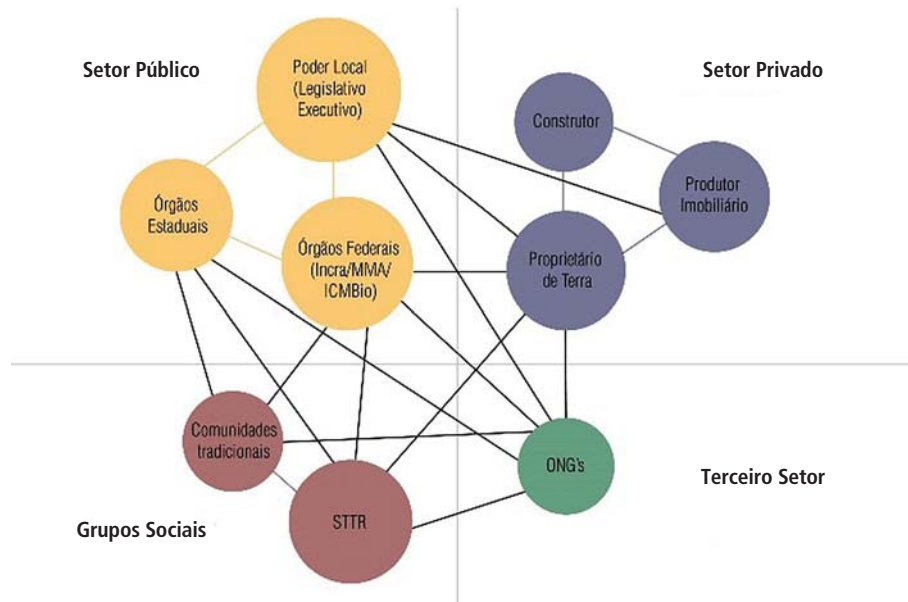 Setor Público
Setor Privado
Poder Local
(Legislativo
Executivo)
Construtor
Produtor
Imobiliário
Órgãos
Estaduais
Órgãos Federais
(Incra/MMA/
ICMBio)
Proprietário
de Terra
Comunidades
tradicionais
ONG's
Terceiro Setor
STTR
Grupos Sociais